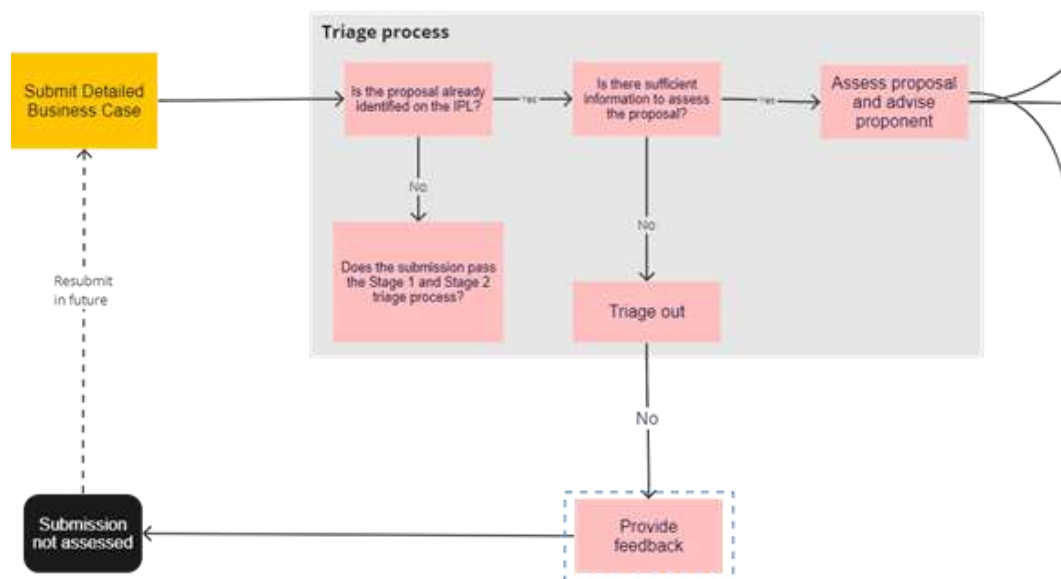 Triage process
Submit Detailed
Business Case
Is the proposal already
identified on the IPL?
Yes
Is there sufficient
information to assess
the proposal?
Yes
Assess proposal
and advise
proponent
No
No
Does the submission pass
the Stage 1 and Stage 2
triage process?
Resubmit
in future
Triage out
No
Submission
not assessed
Provide
feedback